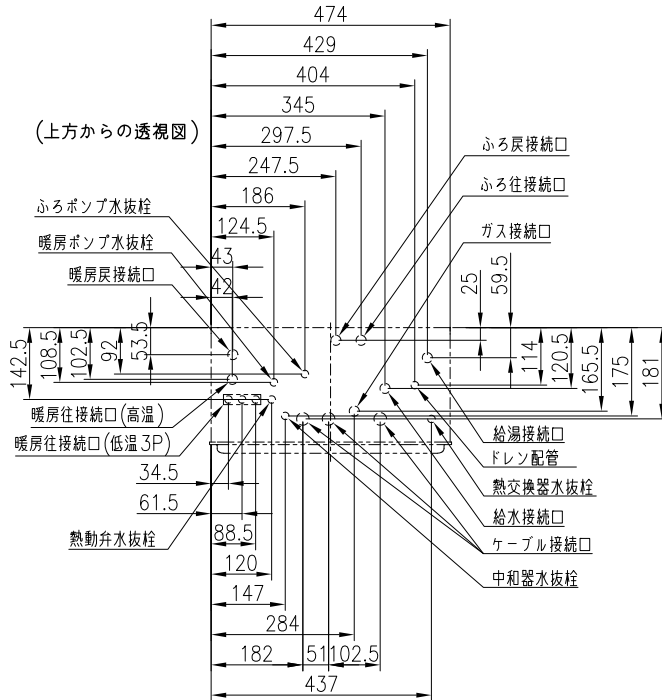 474
429
404
345
(上方からの透視図)
297.5
ふろ戻接続口
247.5
ふろ往接続口
186
ふろポンプ水抜栓
124.5
ガス接続口
暖房ポンプ水抜栓
43
暖房戻接続口
42
25
59.5
142.5
108.5
102.5
92
53.5
114
120.5
165.5
175
181
暖房往接続口(高温)
給湯接続口
暖房往接続口(低温3P)
ドレン配管
34.5
熱交換器水抜栓
61.5
給水接続口
88.5
熱動弁水抜栓
ケーブル接続口
120
中和器水抜栓
147
284
182
51
102.5
437